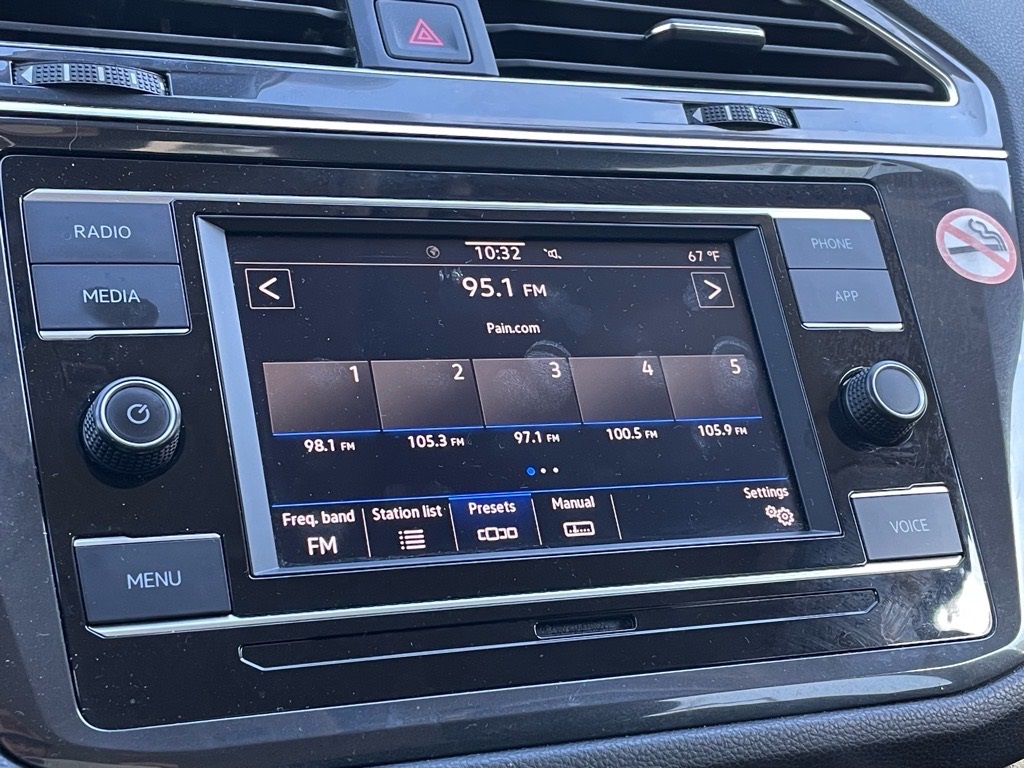 RADIO
MEDIA
MENU
10:32
67 °F
<
95.1 FM
>
Pain.com
1 2 3 4 5
98.1 FM 105.3 FM 97.1 FM 100.5 FM 105.9 FM
Freq. band Station list Presets Manual Settings
FM
PHONE
APP
VOICE